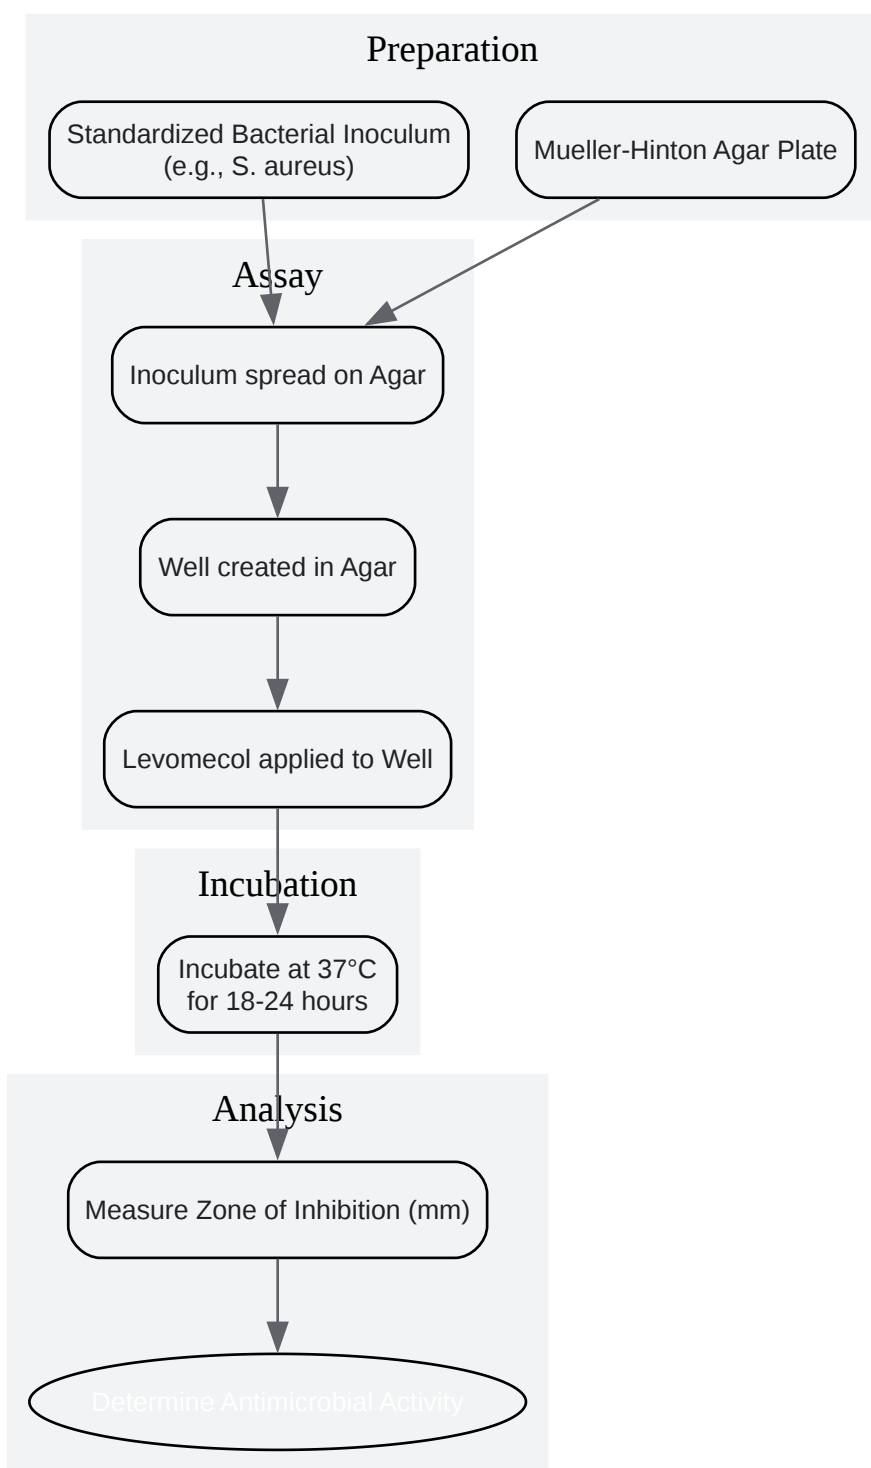 Preparation
Standardized Bacterial Inoculum
(e.g., S. aureus)
Mueller-Hinton Agar Plate
Assay
Inoculum spread on Agar
Well created in Agar
Levomecol applied to Well
Incubation
Incubate at 37°C
for 18-24 hours
Analysis
Measure Zone of Inhibition (mm)
Determine Antimicrobial Activity